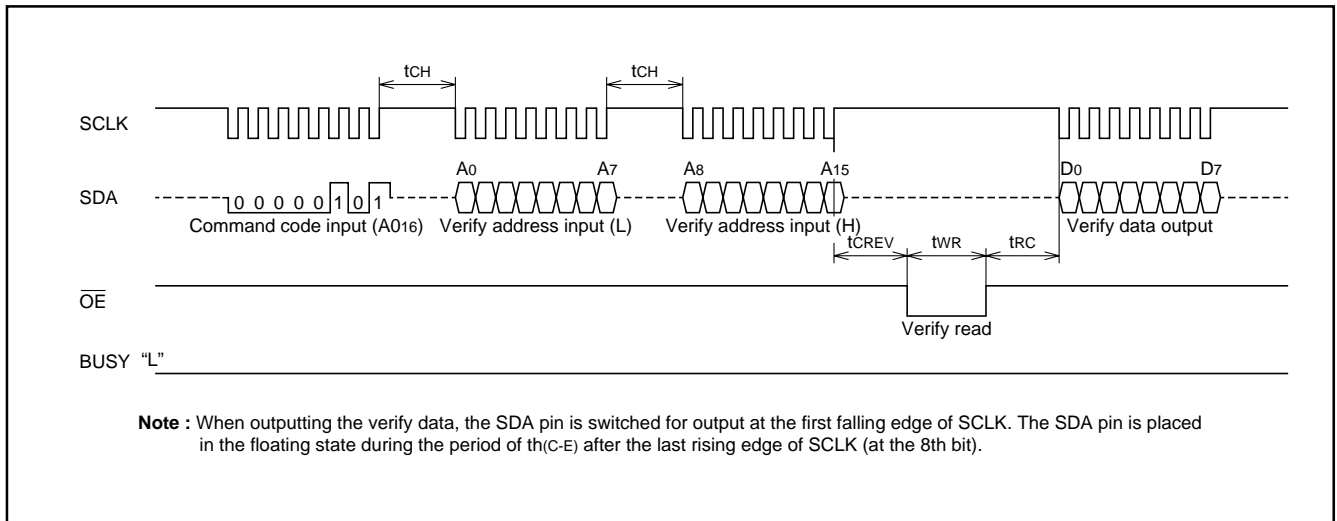 tCH tCH
SCLK
A0 A7 A8 A15 D0 D7
SDA 0 0 0 0 0 1 0 1
Command code input (A016) Verify address input (L) Verify address input (H) Verify data output
tCREV tWR tRC
OE
Verify read
BUSY “L”
Note : When outputting the verify data, the SDA pin is switched for output at the first falling edge of SCLK. The SDA pin is placed
in the floating state during the period of th(C-E) after the last rising edge of SCLK (at the 8th bit).